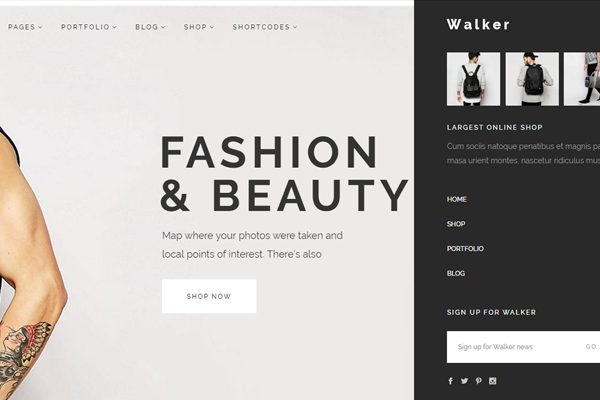 PAGES PORTFOLIO BLOG SHOP SHORTCODES
FASHION
& BEAUTY
Map where your photos were taken and
local points of interest. There's also
SHOP NOW
Walker
LARGEST ONLINE SHOP
Cum sociis natoque penatibus et magnis pa
masa urient montes, nascetur ridiculus mus
HOME
SHOP
PORTFOLIO
BLOG
SIGN UP FOR WALKER
Sign up for Walker news GO